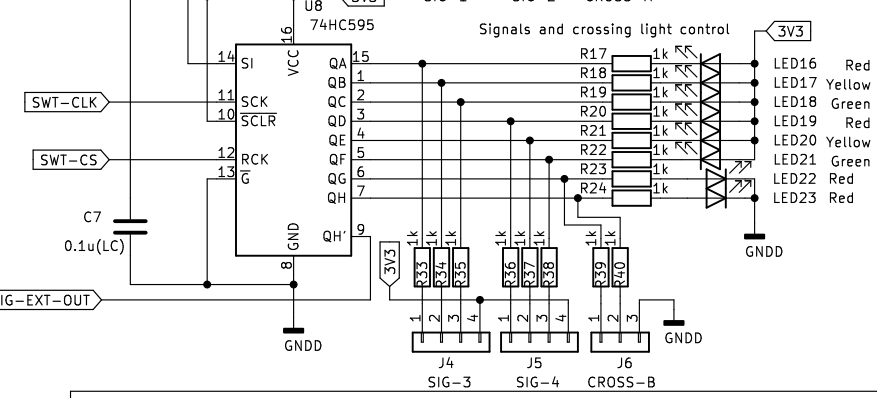 U8
74HC595
Signals and crossing light control
3V3
16
VCC
14 SI QA 15 R17 1k LED16 Red
QB 1 R18 1k LED17 Yellow
SWT-CLK 11 SCK QC 2 R19 1k LED18 Green
10 SCLR QD 3 R20 1k LED19 Red
QE 4 R21 1k LED20 Yellow
SWT-CS 12 RCK QF 5 R22 1k LED21 Green
13 G QG 6 R23 1k LED22 Red
QH 7 R24 1k LED23 Red
C7
0.1u(LC)
GND
8
QH' 9
3V3
1k 1k 1k 1k 1k 1k 1k 1k
R33 R34 R35 R36 R37 R38 R39 R40
GNDD
IG-EXT-OUT
1 2 3 4 1 2 3 4 1 2 3
GNDD
GNDD
J4 J5 J6
SIG-3 SIG-4 CROSS-B